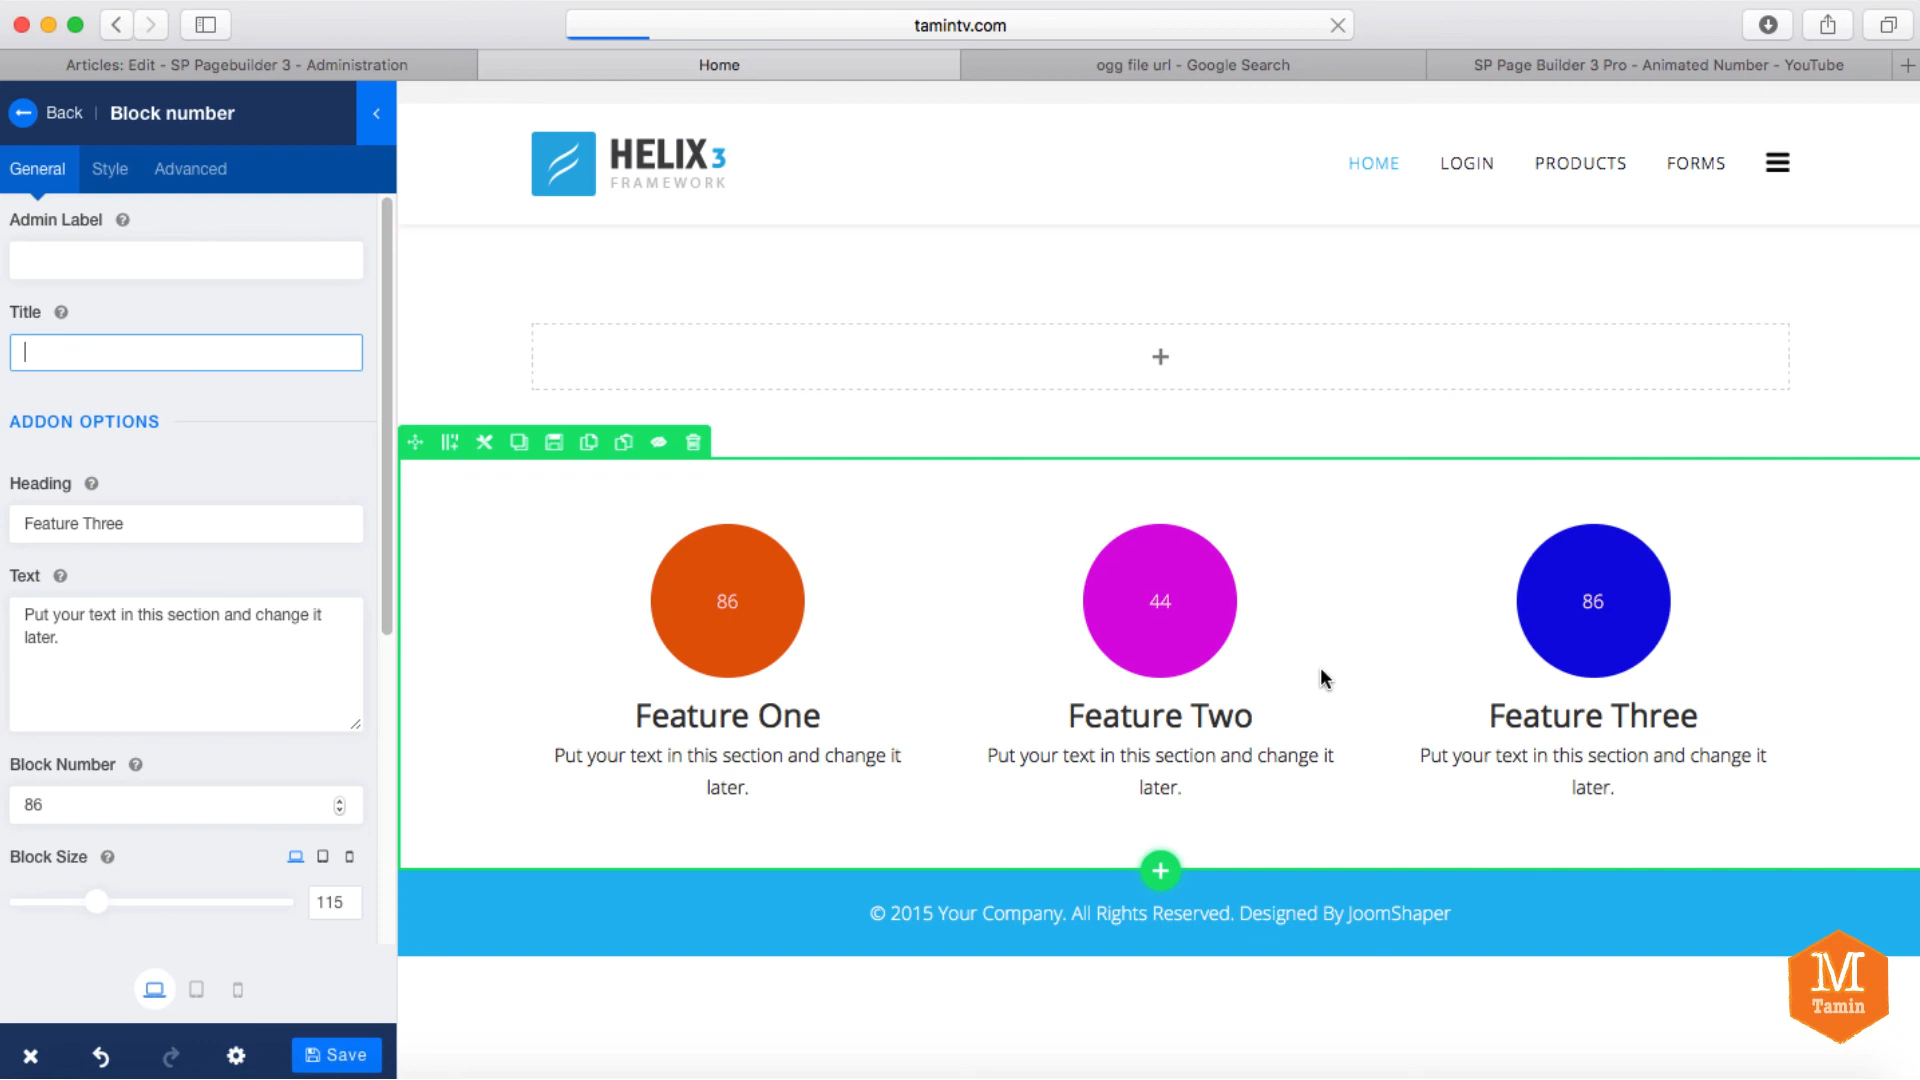 tamintv.com
Articles: Edit - SP Pagebuilder 3 - Administration
Home
ogg file url - Google Search
SP Page Builder 3 Pro - Animated Number - YouTube
Back
Block number
General
Style
Advanced
Admin Label
Title
ADDON OPTIONS
Heading
Feature Three
Text
Put your text in this section and change it
later.
Block Number
86
Block Size
115
Save
HELIX 3
FRAMEWORK
HOME
LOGIN
PRODUCTS
FORMS
86
Feature One
Put your text in this section and change it
later.
44
Feature Two
Put your text in this section and change it
later.
86
Feature Three
Put your text in this section and change it
later.
© 2015 Your Company. All Rights Reserved. Designed By JoomShaper
M
Tamin